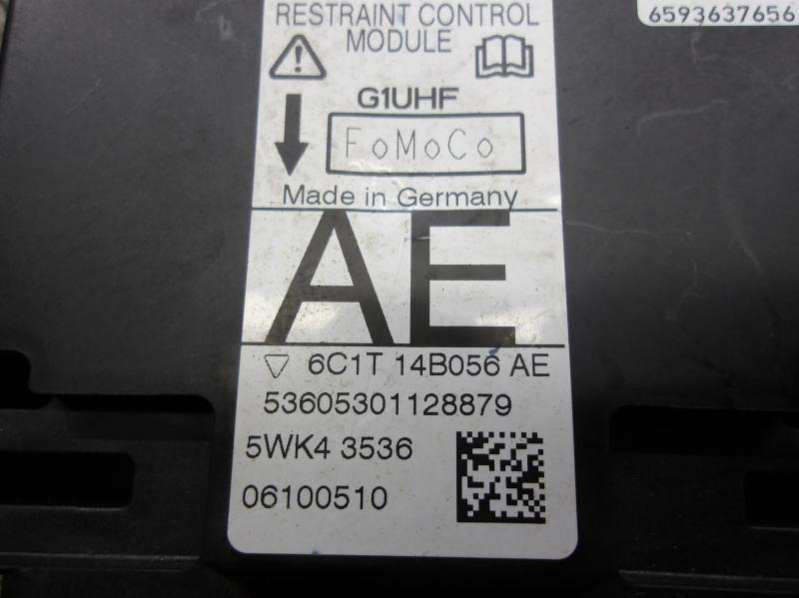 6593637656
RESTRAINT CONTROL
MODULE
G1UHF
FoMoCo
Made in Germany
AE
6C1T 14B056 AE
53605301128879
5WK4 3536
06100510